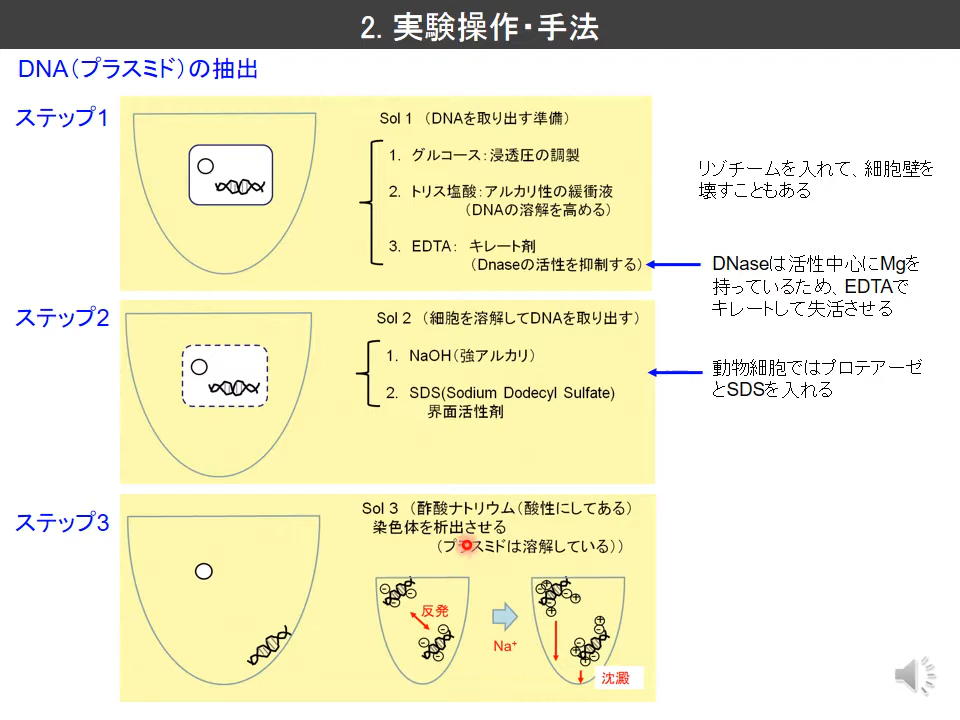 2. 実験操作・手法
DNA（プラスミド）の抽出
ステップ1
Sol 1 （DNAを取り出す準備）
1. グルコース：浸透圧の調製
2. トリス塩酸：アルカリ性の緩衝液
（DNAの溶解を高める）
3. EDTA： キレート剤
（Dnaseの活性を抑制する）
リゾチームを入れて、細胞壁を
壊すこともある
DNaseは活性中心にMgを
持っているため、EDTAで
キレートして失活させる
ステップ2
Sol 2 （細胞を溶解してDNAを取り出す）
1. NaOH（強アルカリ）
2. SDS(Sodium Dodecyl Sulfate)
界面活性剤
動物細胞ではプロテアーゼ
とSDSを入れる
ステップ3
Sol 3 （酢酸ナトリウム（酸性にしてある）
染色体を析出させる
（プラスミドは溶解している））
反発
Na⁺
沈澱